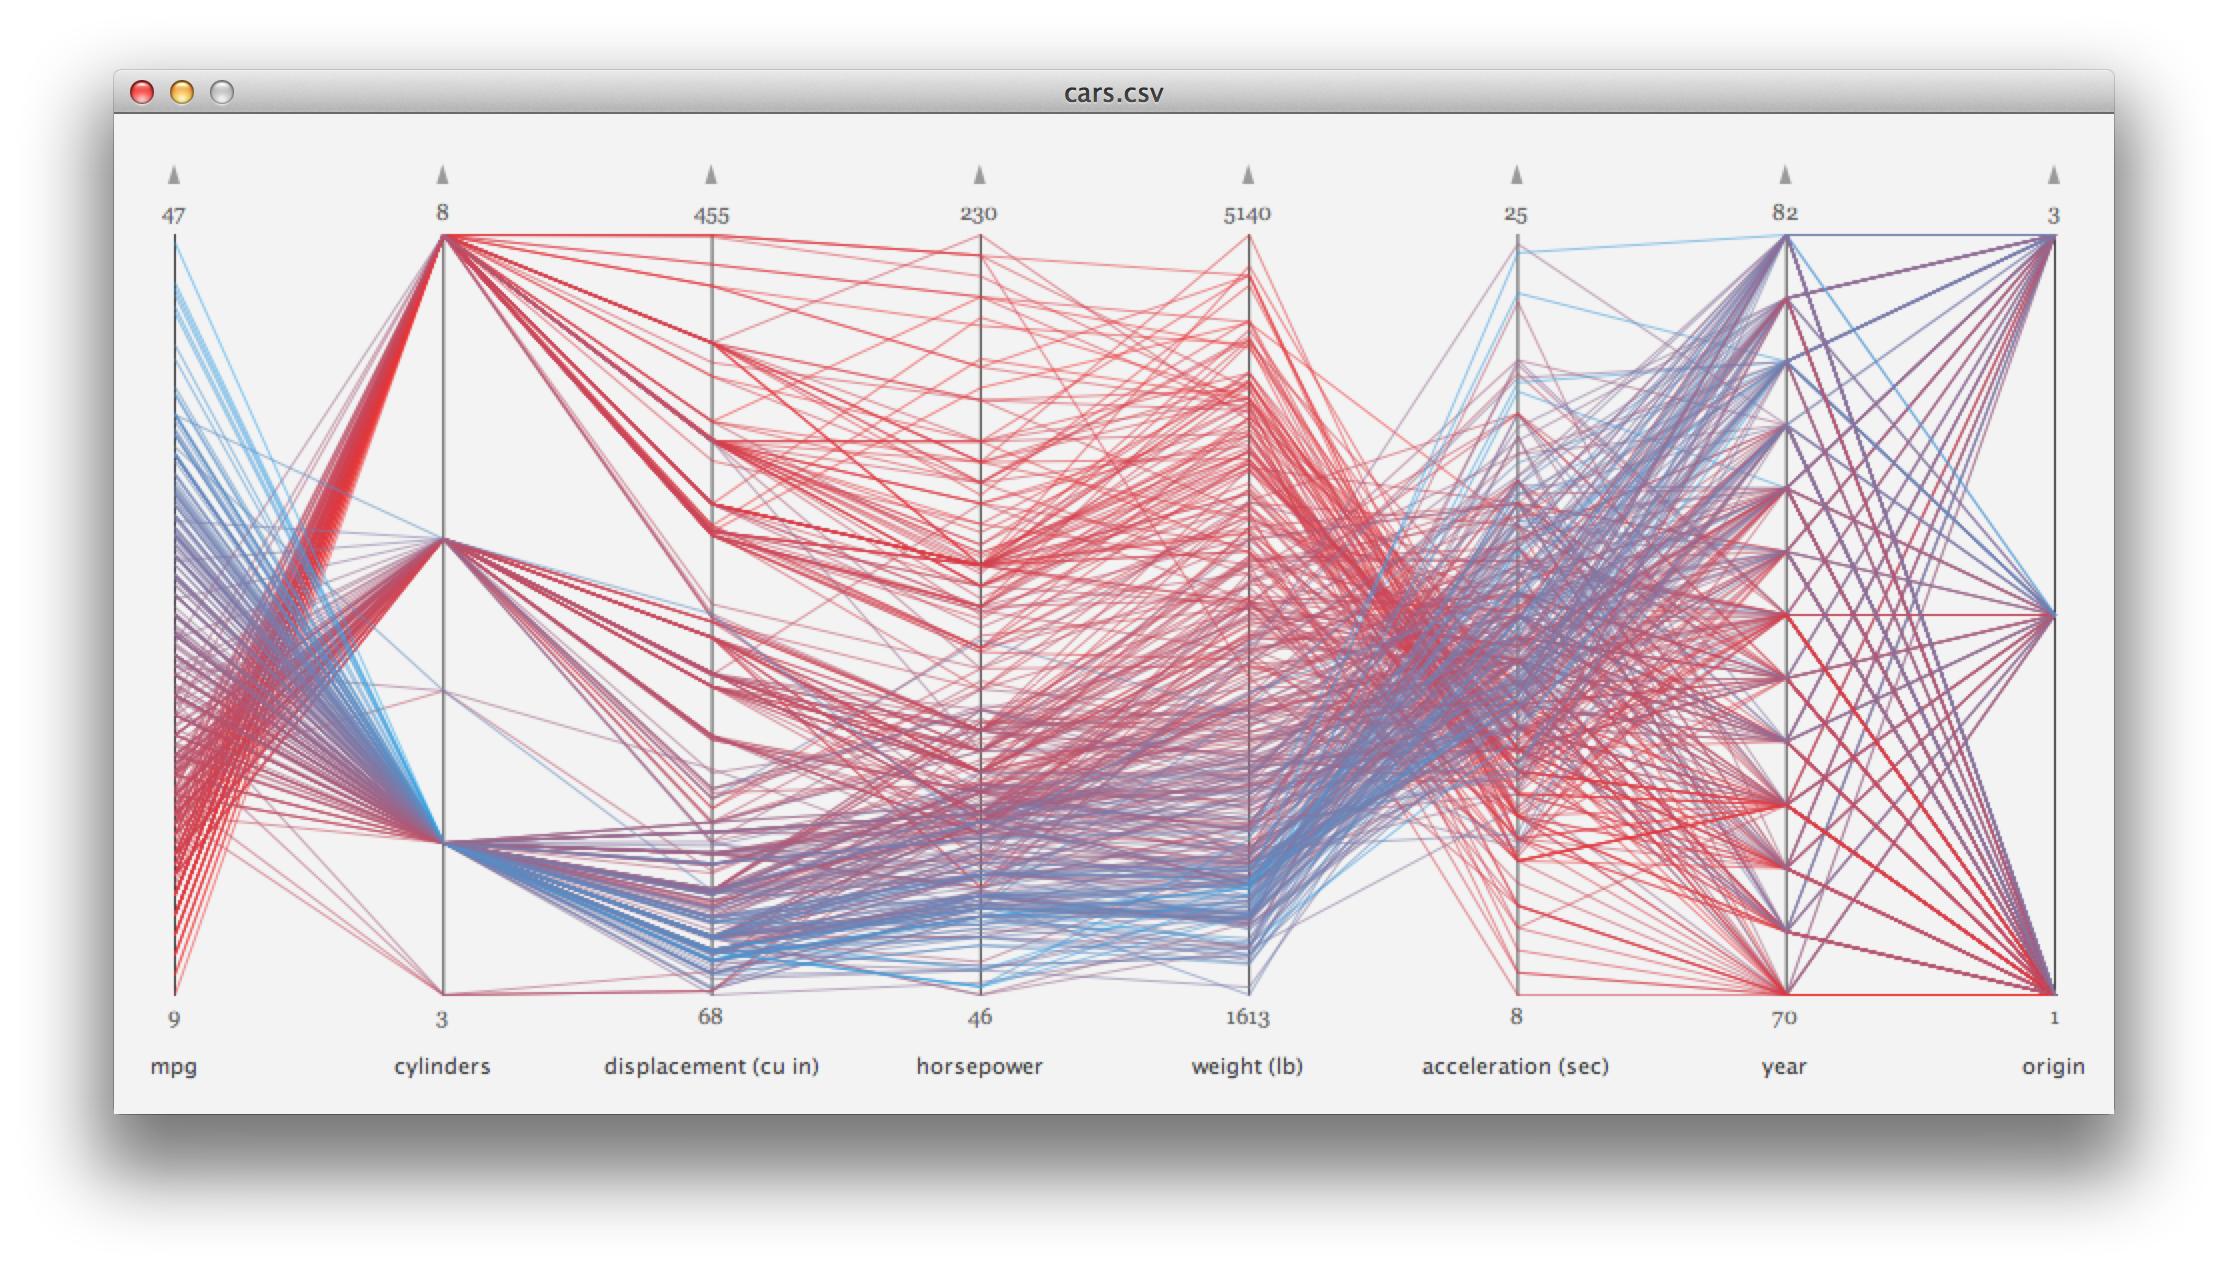 cars.csv
47 8 455 230 5140 25 82 3
9 3 68 46 1613 8 70 1
mpg cylinders displacement (cu in) horsepower weight (lb) acceleration (sec) year origin